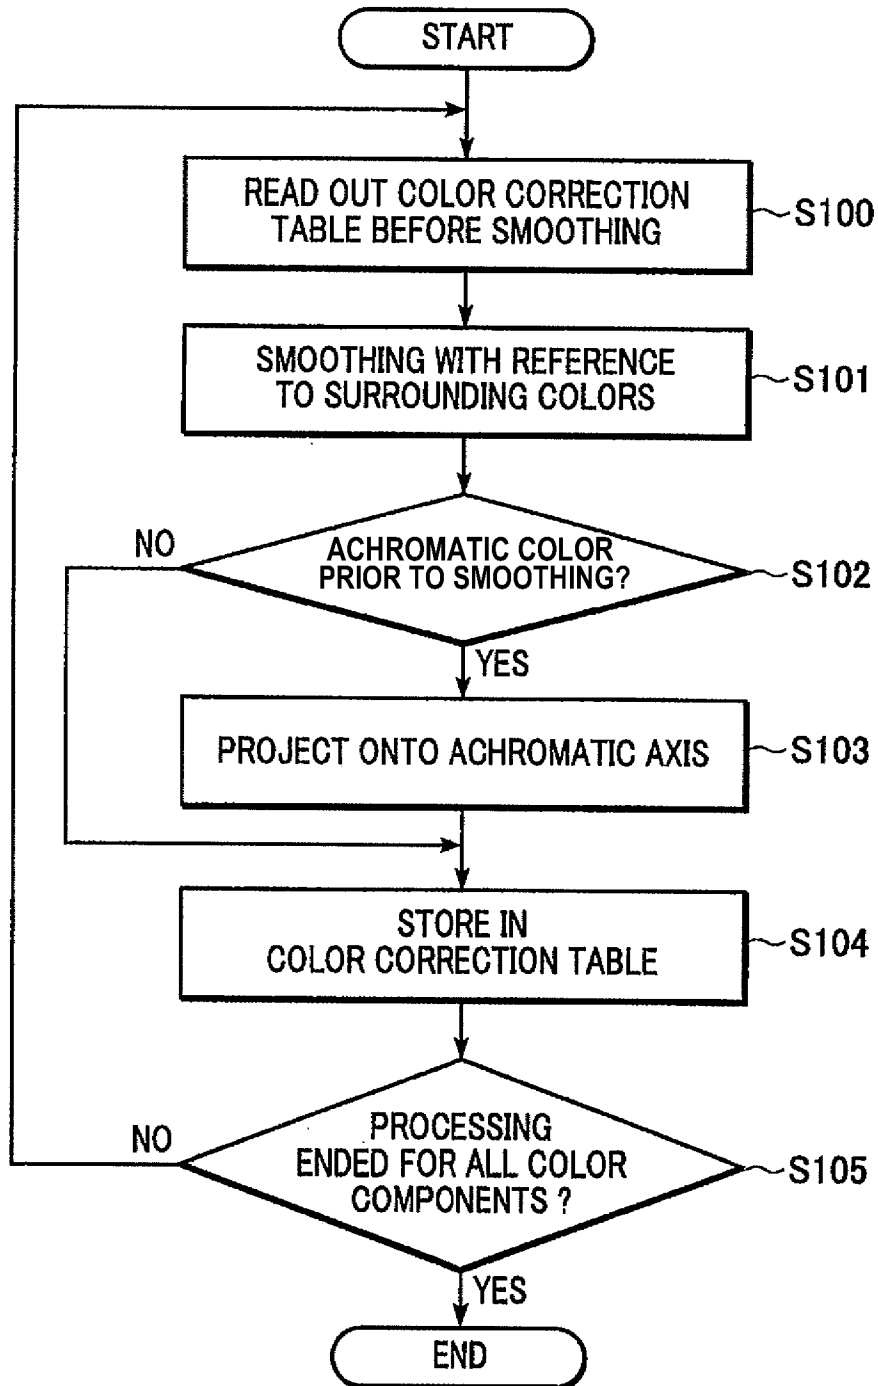 START
READ OUT COLOR CORRECTION
TABLE BEFORE SMOOTHING
S100
SMOOTHING WITH REFERENCE
TO SURROUNDING COLORS
S101
NO
ACHROMATIC COLOR
PRIOR TO SMOOTHING?
S102
YES
PROJECT ONTO ACHROMATIC AXIS
S103
STORE IN
COLOR CORRECTION TABLE
S104
NO
PROCESSING
ENDED FOR ALL COLOR
COMPONENTS ?
S105
YES
END